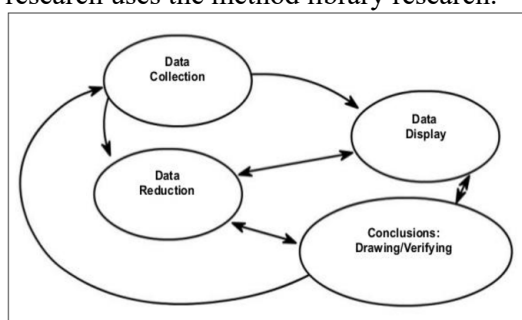 research uses the method library research.
Data
Collection
Data
Display
Data
Reduction
Conclusions:
Drawing/Verifying